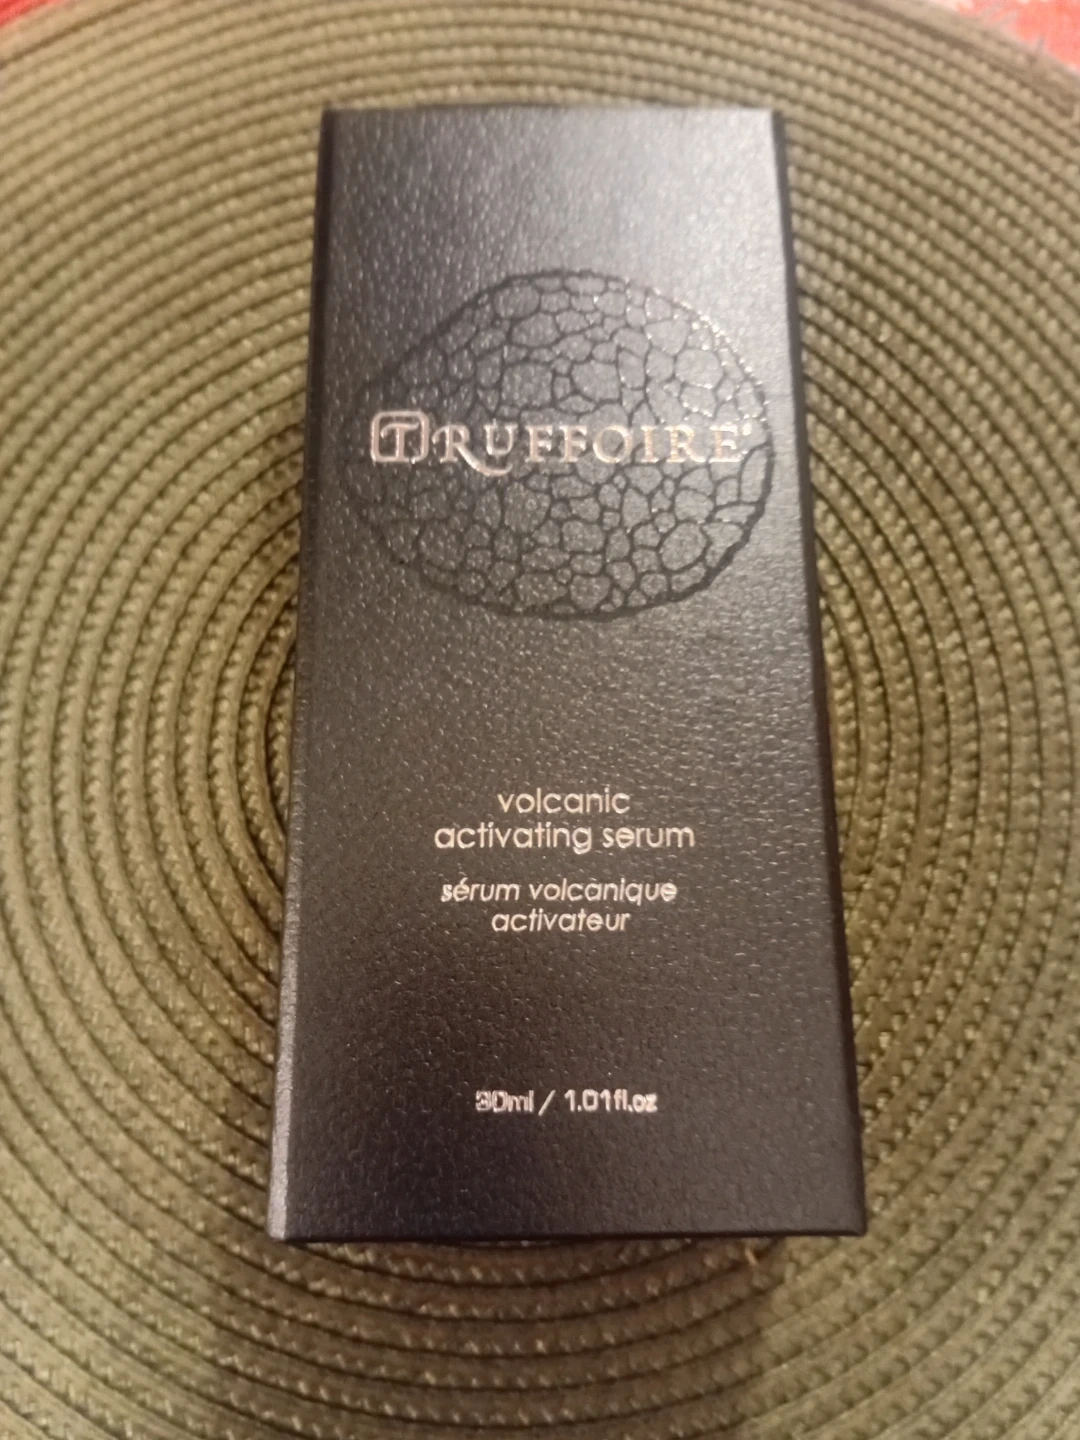 TRUFFOIRE®
volcanic
activating serum
sérum volcanique
activateur
30ml / 1.01fl.oz